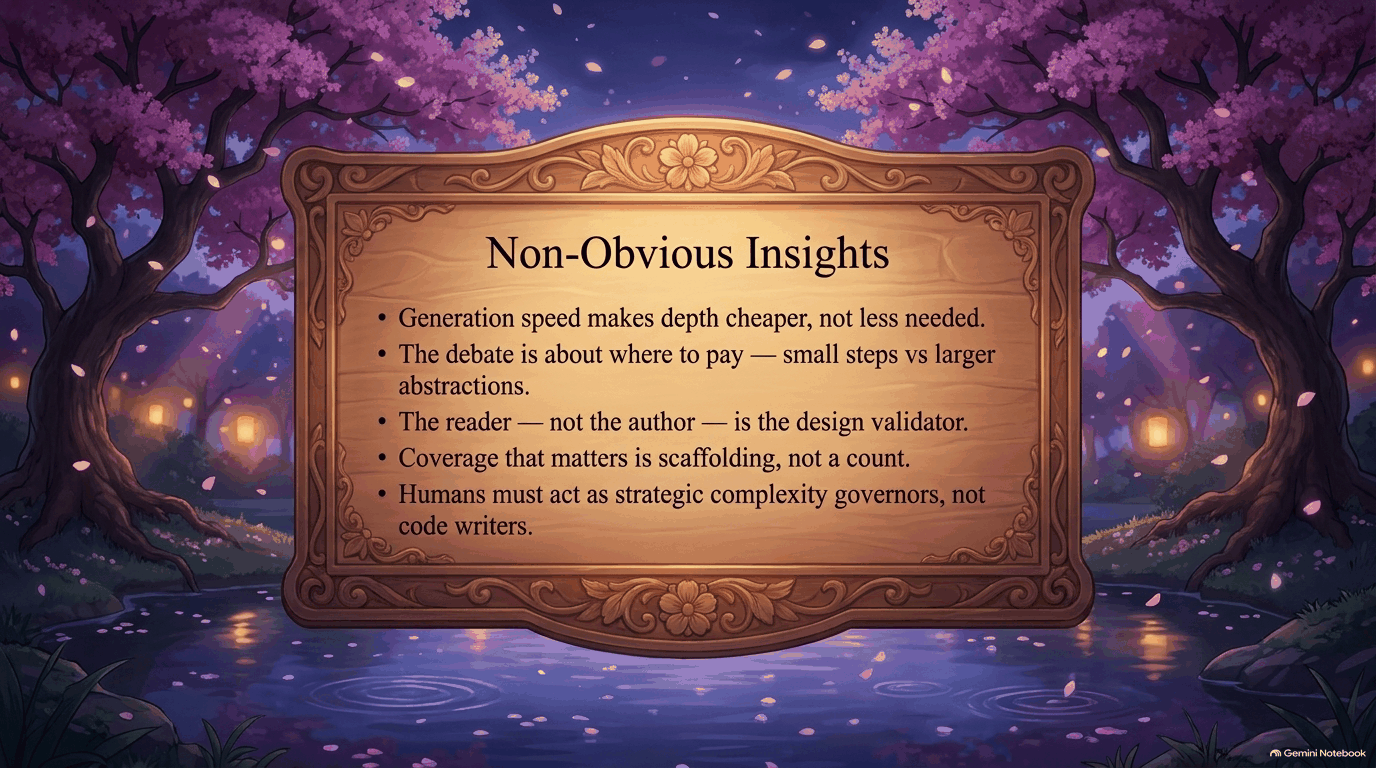 Non-Obvious Insights
• Generation speed makes depth cheaper, not less needed.
• The debate is about where to pay — small steps vs larger
abstractions.
• The reader — not the author — is the design validator.
• Coverage that matters is scaffolding, not a count.
• Humans must act as strategic complexity governors, not
code writers.
Gemini Notebook